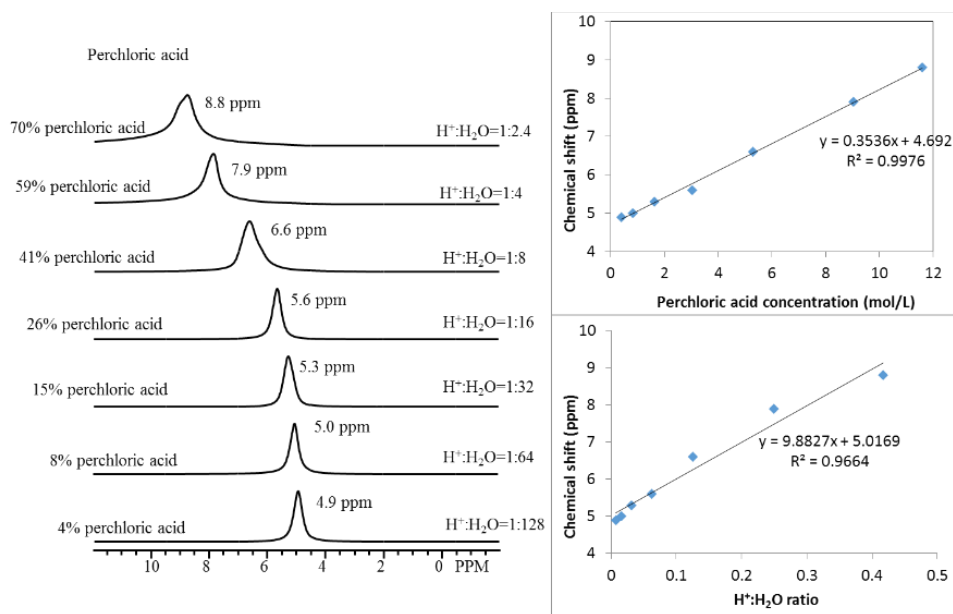 Perchloric acid
8.8 ppm
70% perchloric acid
H⁺:H₂O=1:2.4
7.9 ppm
59% perchloric acid
H⁺:H₂O=1:4
6.6 ppm
41% perchloric acid
H⁺:H₂O=1:8
5.6 ppm
26% perchloric acid
H⁺:H₂O=1:16
5.3 ppm
15% perchloric acid
H⁺:H₂O=1:32
5.0 ppm
8% perchloric acid
H⁺:H₂O=1:64
4.9 ppm
4% perchloric acid
H⁺:H₂O=1:128
10 8 6 4 2 0 PPM
Chemical shift (ppm)
10
9
8
7
6
5
4
y = 0.3536x + 4.692
R² = 0.9976
0 2 4 6 8 10 12
Perchloric acid concentration (mol/L)
Chemical shift (ppm)
10
9
8
7
6
5
4
y = 9.8827x + 5.0169
R² = 0.9664
0 0.1 0.2 0.3 0.4 0.5
H⁺:H₂O ratio